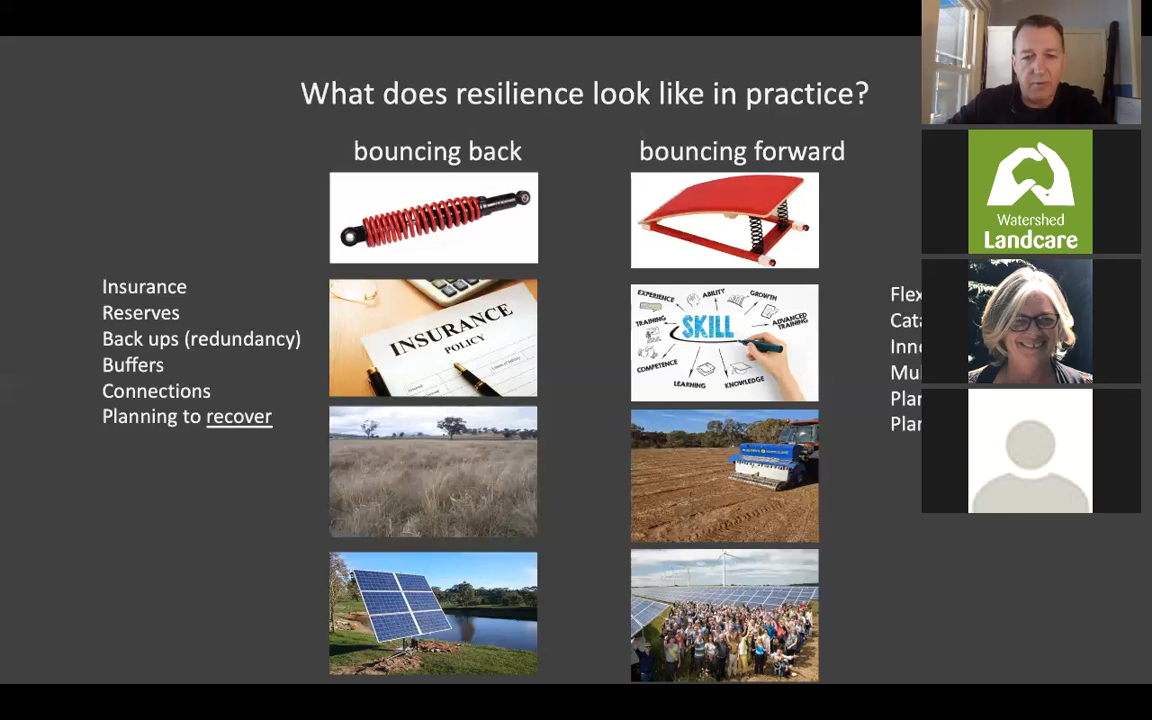 What does resilience look like in practice?
bouncing back
bouncing forward
Insurance
Reserves
Back ups (redundancy)
Buffers
Connections
Planning to recover
INSURANCE
POLICY
EXPERIENCE
ABILITY
GROWTH
TRAINING
SKILL
ADVANCED
TRAINING
COMPETENCE
LEARNING
KNOWLEDGE
Watershed
Landcare